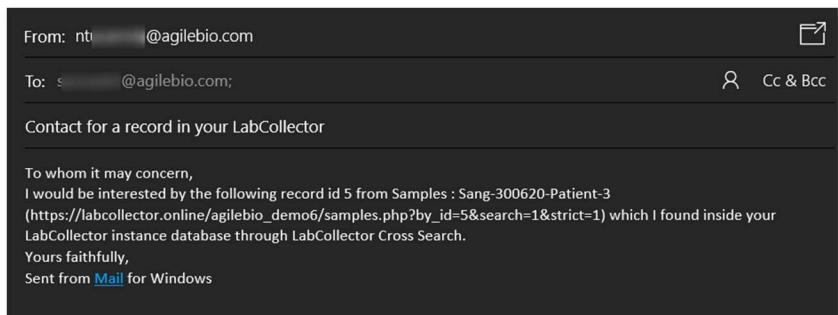 From: @agilebio.com
To: @agilebio.com;
Cc & Bcc
Contact for a record in your LabCollector
To whom it may concern,
I would be interested by the following record id 5 from Samples : Sang-300620-Patient-3
(https://labcollector.online/agilebio_demo6/samples.php?by_id=5&search=1&strict=1) which I found inside your
LabCollector instance database through LabCollector Cross Search.
Yours faithfully,
Sent from Mail for Windows